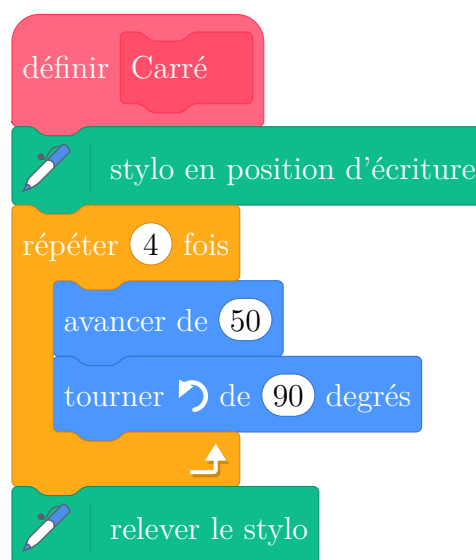 définir Carré
stylo en position d'écriture
répéter 4 fois
avancer de 50
tourner de 90 degrés
relever le stylo